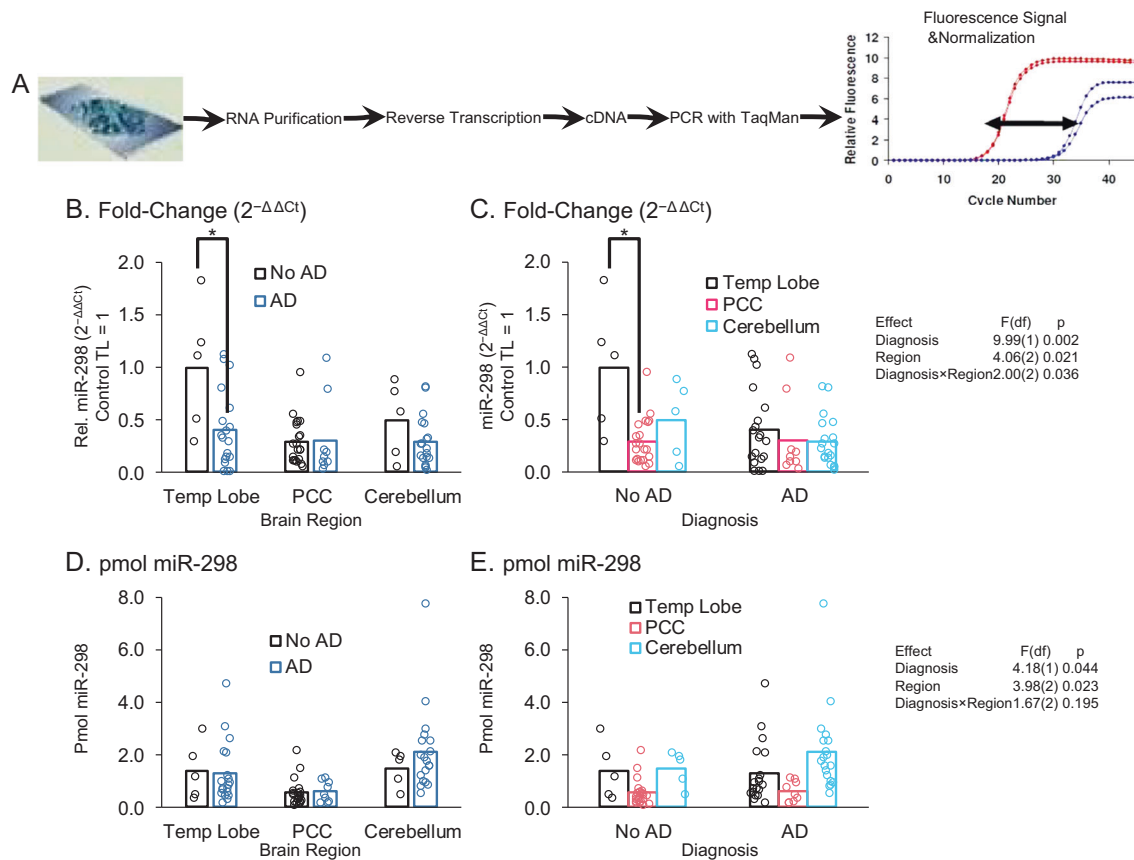 Fluorescence Signal
&Normalization
A
RNA Purification
Reverse Transcription
cDNA
PCR with TaqMan
Relative Fluorescence
12
10
8
6
4
2
0
0 10 20 30 40
Cycle Number
B. Fold-Change (2−ΔΔCt)
*
Rel. miR-298 (2−ΔΔCt)
Control TL = 1
2.0
1.5
1.0
0.5
0.0
No AD
AD
Temp Lobe PCC Cerebellum
Brain Region
C. Fold-Change (2−ΔΔCt)
*
miR-298 (2−ΔΔCt)
Control TL = 1
2.0
1.5
1.0
0.5
0.0
Temp Lobe
PCC
Cerebellum
No AD AD
Diagnosis
Effect F(df) p
Diagnosis 9.99(1) 0.002
Region 4.06(2) 0.021
Diagnosis×Region2.00(2) 0.036
D. pmol miR-298
Pmol miR-298
8.0
6.0
4.0
2.0
0.0
No AD
AD
Temp Lobe PCC Cerebellum
Brain Region
E. pmol miR-298
Pmol miR-298
8.0
6.0
4.0
2.0
0.0
Temp Lobe
PCC
Cerebellum
No AD AD
Diagnosis
Effect F(df) p
Diagnosis 4.18(1) 0.044
Region 3.98(2) 0.023
Diagnosis×Region1.67(2) 0.195